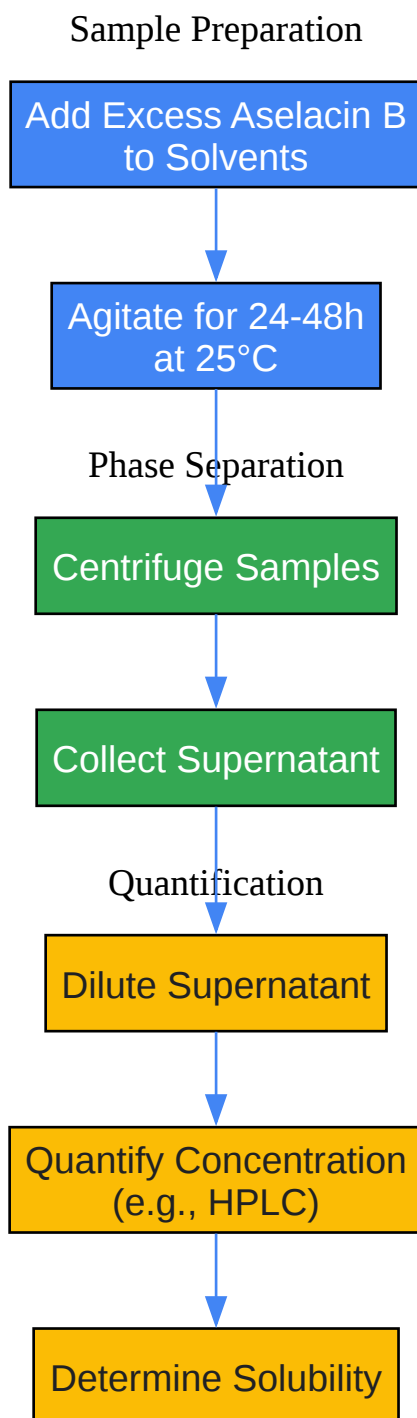 Sample Preparation
Add Excess Aselacin B
to Solvents
Agitate for 24-48h
at 25°C
Phase Separation
Centrifuge Samples
Collect Supernatant
Quantification
Dilute Supernatant
Quantify Concentration
(e.g., HPLC)
Determine Solubility